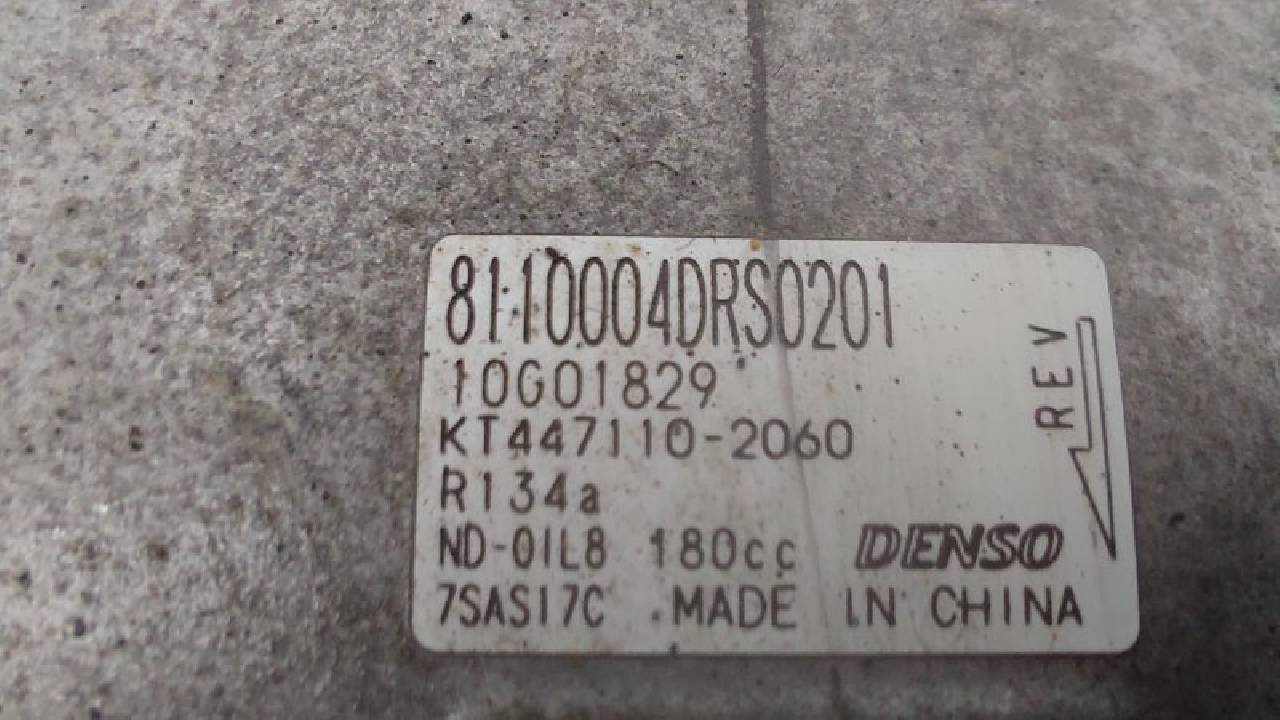 8110004DRS0201
10G01829
KT447110-2060
R134a
ND-OIL8 180cc DENSO
7SAS17C MADE IN CHINA
REV